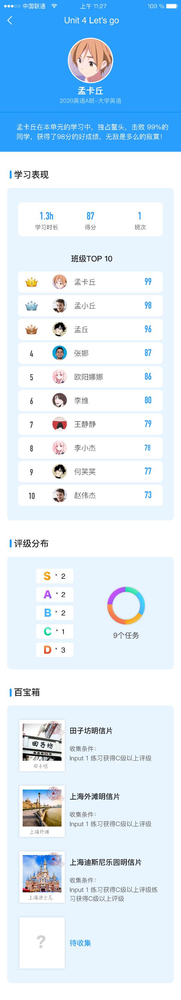 中国联通 上午 11:27 100 %
Unit 4 Let's go
孟卡丘
2020英语A班-大学英语
孟卡丘在本单元的学习中，独占鳌头，击败 99%的
同学，获得了98分的好成绩，无敌是多么的寂寞！
学习表现
1.3h 87 1
学习时长 得分 班次
班级TOP 10
1 孟卡丘 99
2 孟小丘 98
3 孟丘 96
4 张娜 87
5 欧阳娜娜 86
6 李维 80
7 王静静 79
8 李小杰 78
9 何笑笑 77
10 赵伟杰 73
评级分布
S * 2
A * 2
B * 2
C * 1
D * 3
9个任务
百宝箱
田子坊
泰康路210弄
田子坊
田子坊明信片
收集条件：
Input 1 练习获得C级以上评级
上海外滩
上海外滩明信片
收集条件：
Input 1 练习获得C级以上评级
上海迪士尼
上海迪斯尼乐园明信片
收集条件：
Input 1 练习获得C级以上评级练
习获得C级以上评级
?
待收集